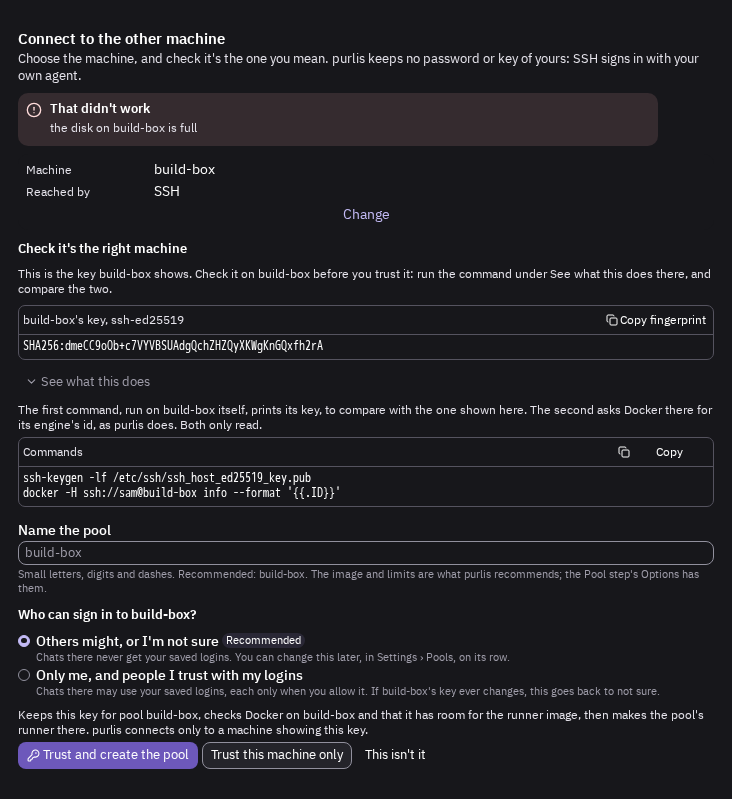 Connect to the other machine
Choose the machine, and check it's the one you mean. purlis keeps no password or key of yours: SSH signs in with your
own agent.
That didn't work
the disk on build-box is full
Machine build-box
Reached by SSH
Change
Check it's the right machine
This is the key build-box shows. Check it on build-box before you trust it: run the command under See what this does there, and
compare the two.
build-box's key, ssh-ed25519 Copy fingerprint
SHA256:dmeCC9oOb+c7VYVBSUAdgQchZHZQyXKWgKnGQxfh2rA
See what this does
The first command, run on build-box itself, prints its key, to compare with the one shown here. The second asks Docker there for
its engine's id, as purlis does. Both only read.
Commands Copy
ssh-keygen -lf /etc/ssh/ssh_host_ed25519_key.pub
docker -H ssh://sam@build-box info --format '{{.ID}}'
Name the pool
build-box
Small letters, digits and dashes. Recommended: build-box. The image and limits are what purlis recommends; the Pool step's Options has
them.
Who can sign in to build-box?
Others might, or I'm not sure Recommended
Chats there never get your saved logins. You can change this later, in Settings › Pools, on its row.
Only me, and people I trust with my logins
Chats there may use your saved logins, each only when you allow it. If build-box's key ever changes, this goes back to not sure.
Keeps this key for pool build-box, checks Docker on build-box and that it has room for the runner image, then makes the pool's
runner there. purlis connects only to a machine showing this key.
Trust and create the pool Trust this machine only This isn't it